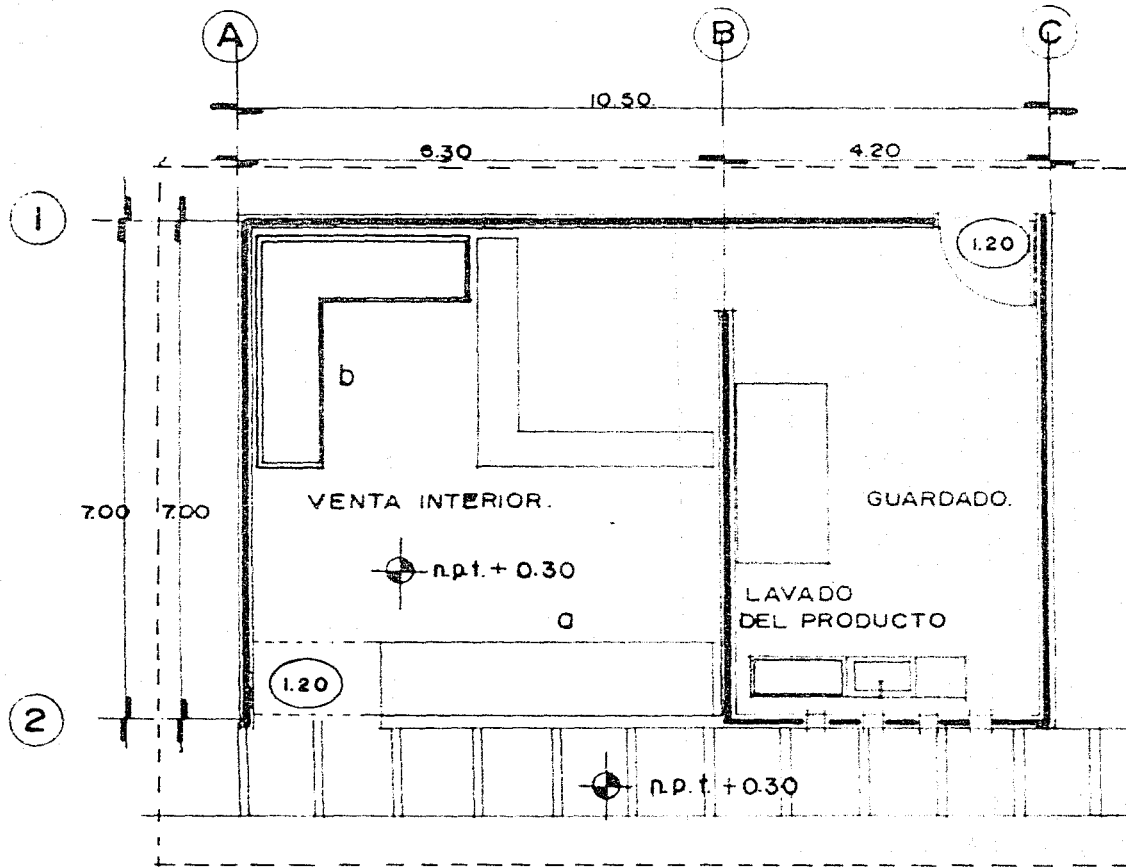 A B C
10.50.
6.30 4.20
1
1.20
b
7.00 7.00
VENTA INTERIOR.
GUARDADO.
n.p.t. + 0.30
LAVADO
DEL PRODUCTO
a
1.20
2
n.p.t. +0.30